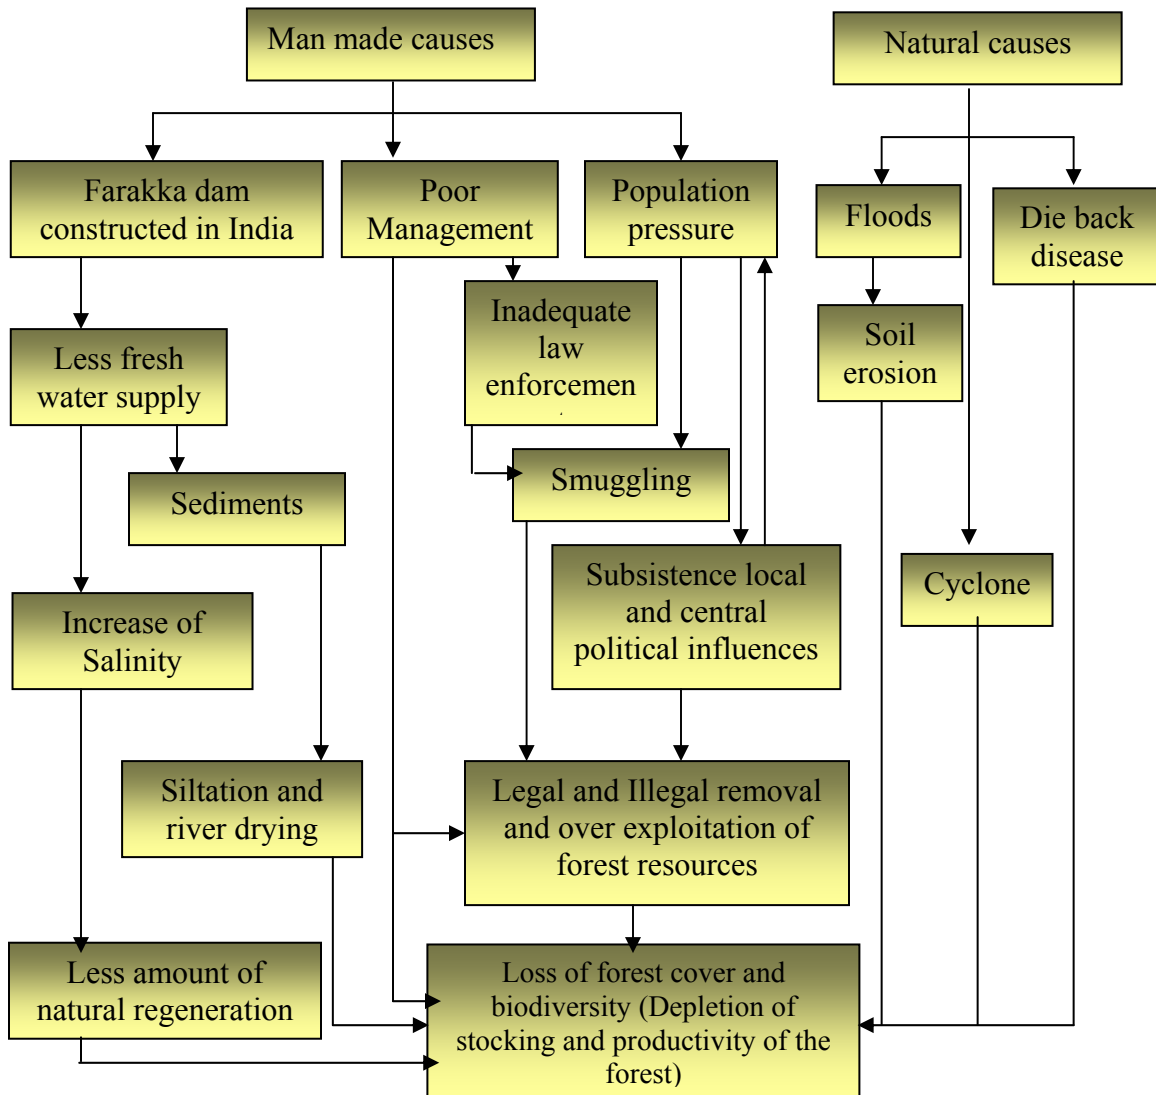 Man made causes
Natural causes
Farakka dam
constructed in India
Poor
Management
Population
pressure
Floods
Die back
disease
Inadequate
law
enforcemen
Soil
erosion
Less fresh
water supply
Smuggling
Sediments
Subsistence local
and central
political influences
Cyclone
Increase of
Salinity
Siltation and
river drying
Legal and Illegal removal
and over exploitation of
forest resources
Less amount of
natural regeneration
Loss of forest cover and
biodiversity (Depletion of
stocking and productivity of the
forest)